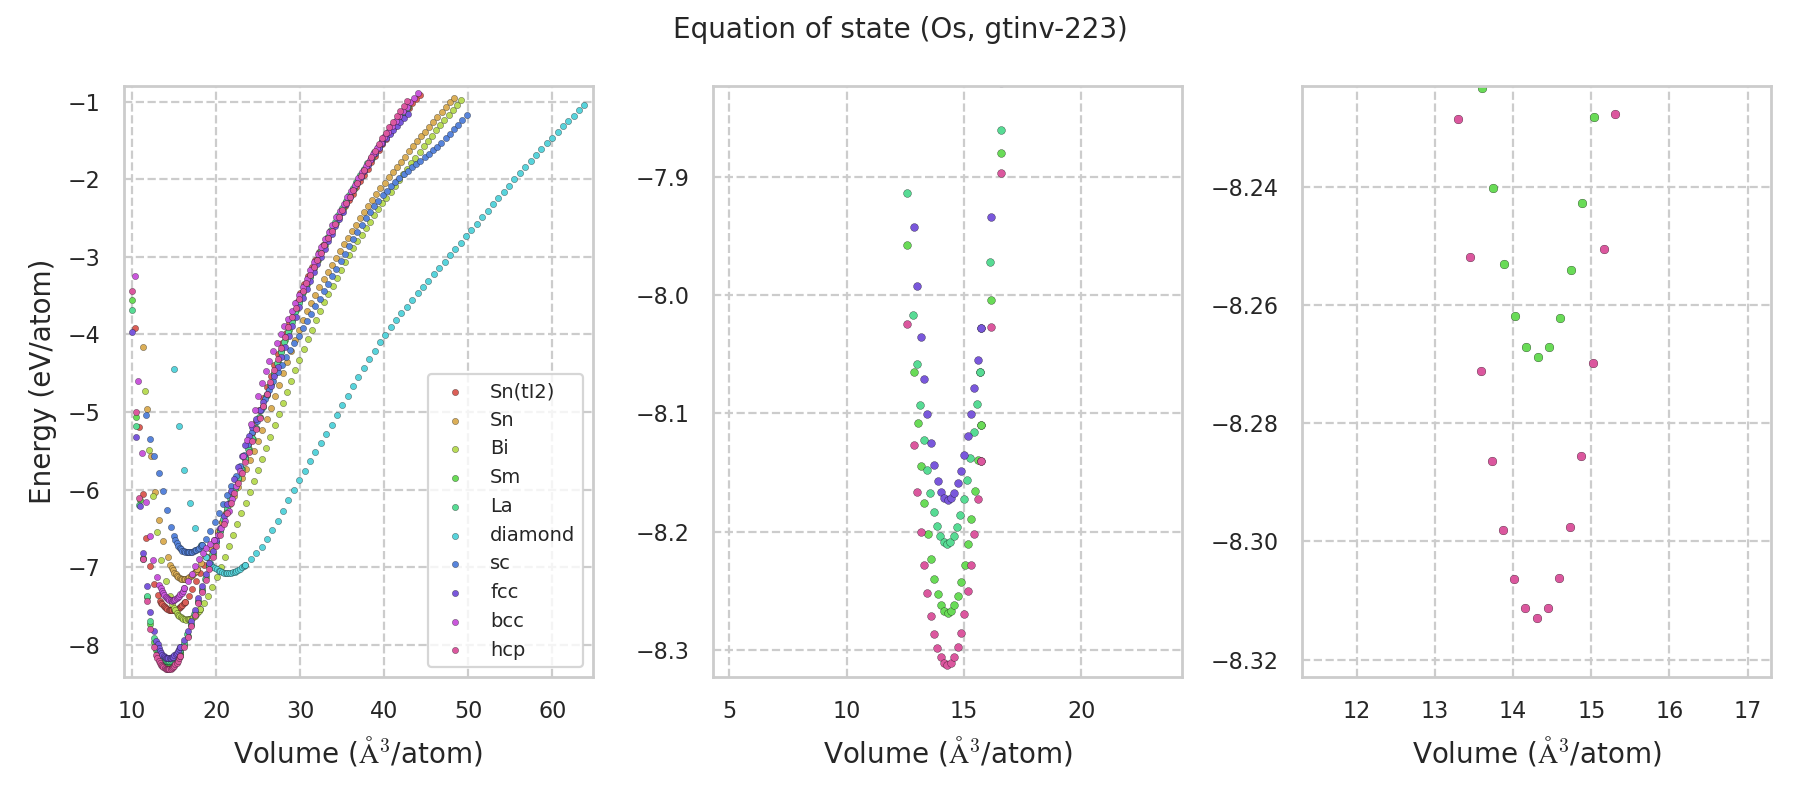 Equation of state (Os, gtinv-223)
Energy (eV/atom)
−1
−2
−3
−4
−5
−6
−7
−8
10 20 30 40 50 60
Volume (Å³/atom)
Sn(tI2)
Sn
Bi
Sm
La
diamond
sc
fcc
bcc
hcp
−7.9
−8.0
−8.1
−8.2
−8.3
5 10 15 20
Volume (Å³/atom)
−8.24
−8.26
−8.28
−8.30
−8.32
12 13 14 15 16 17
Volume (Å³/atom)